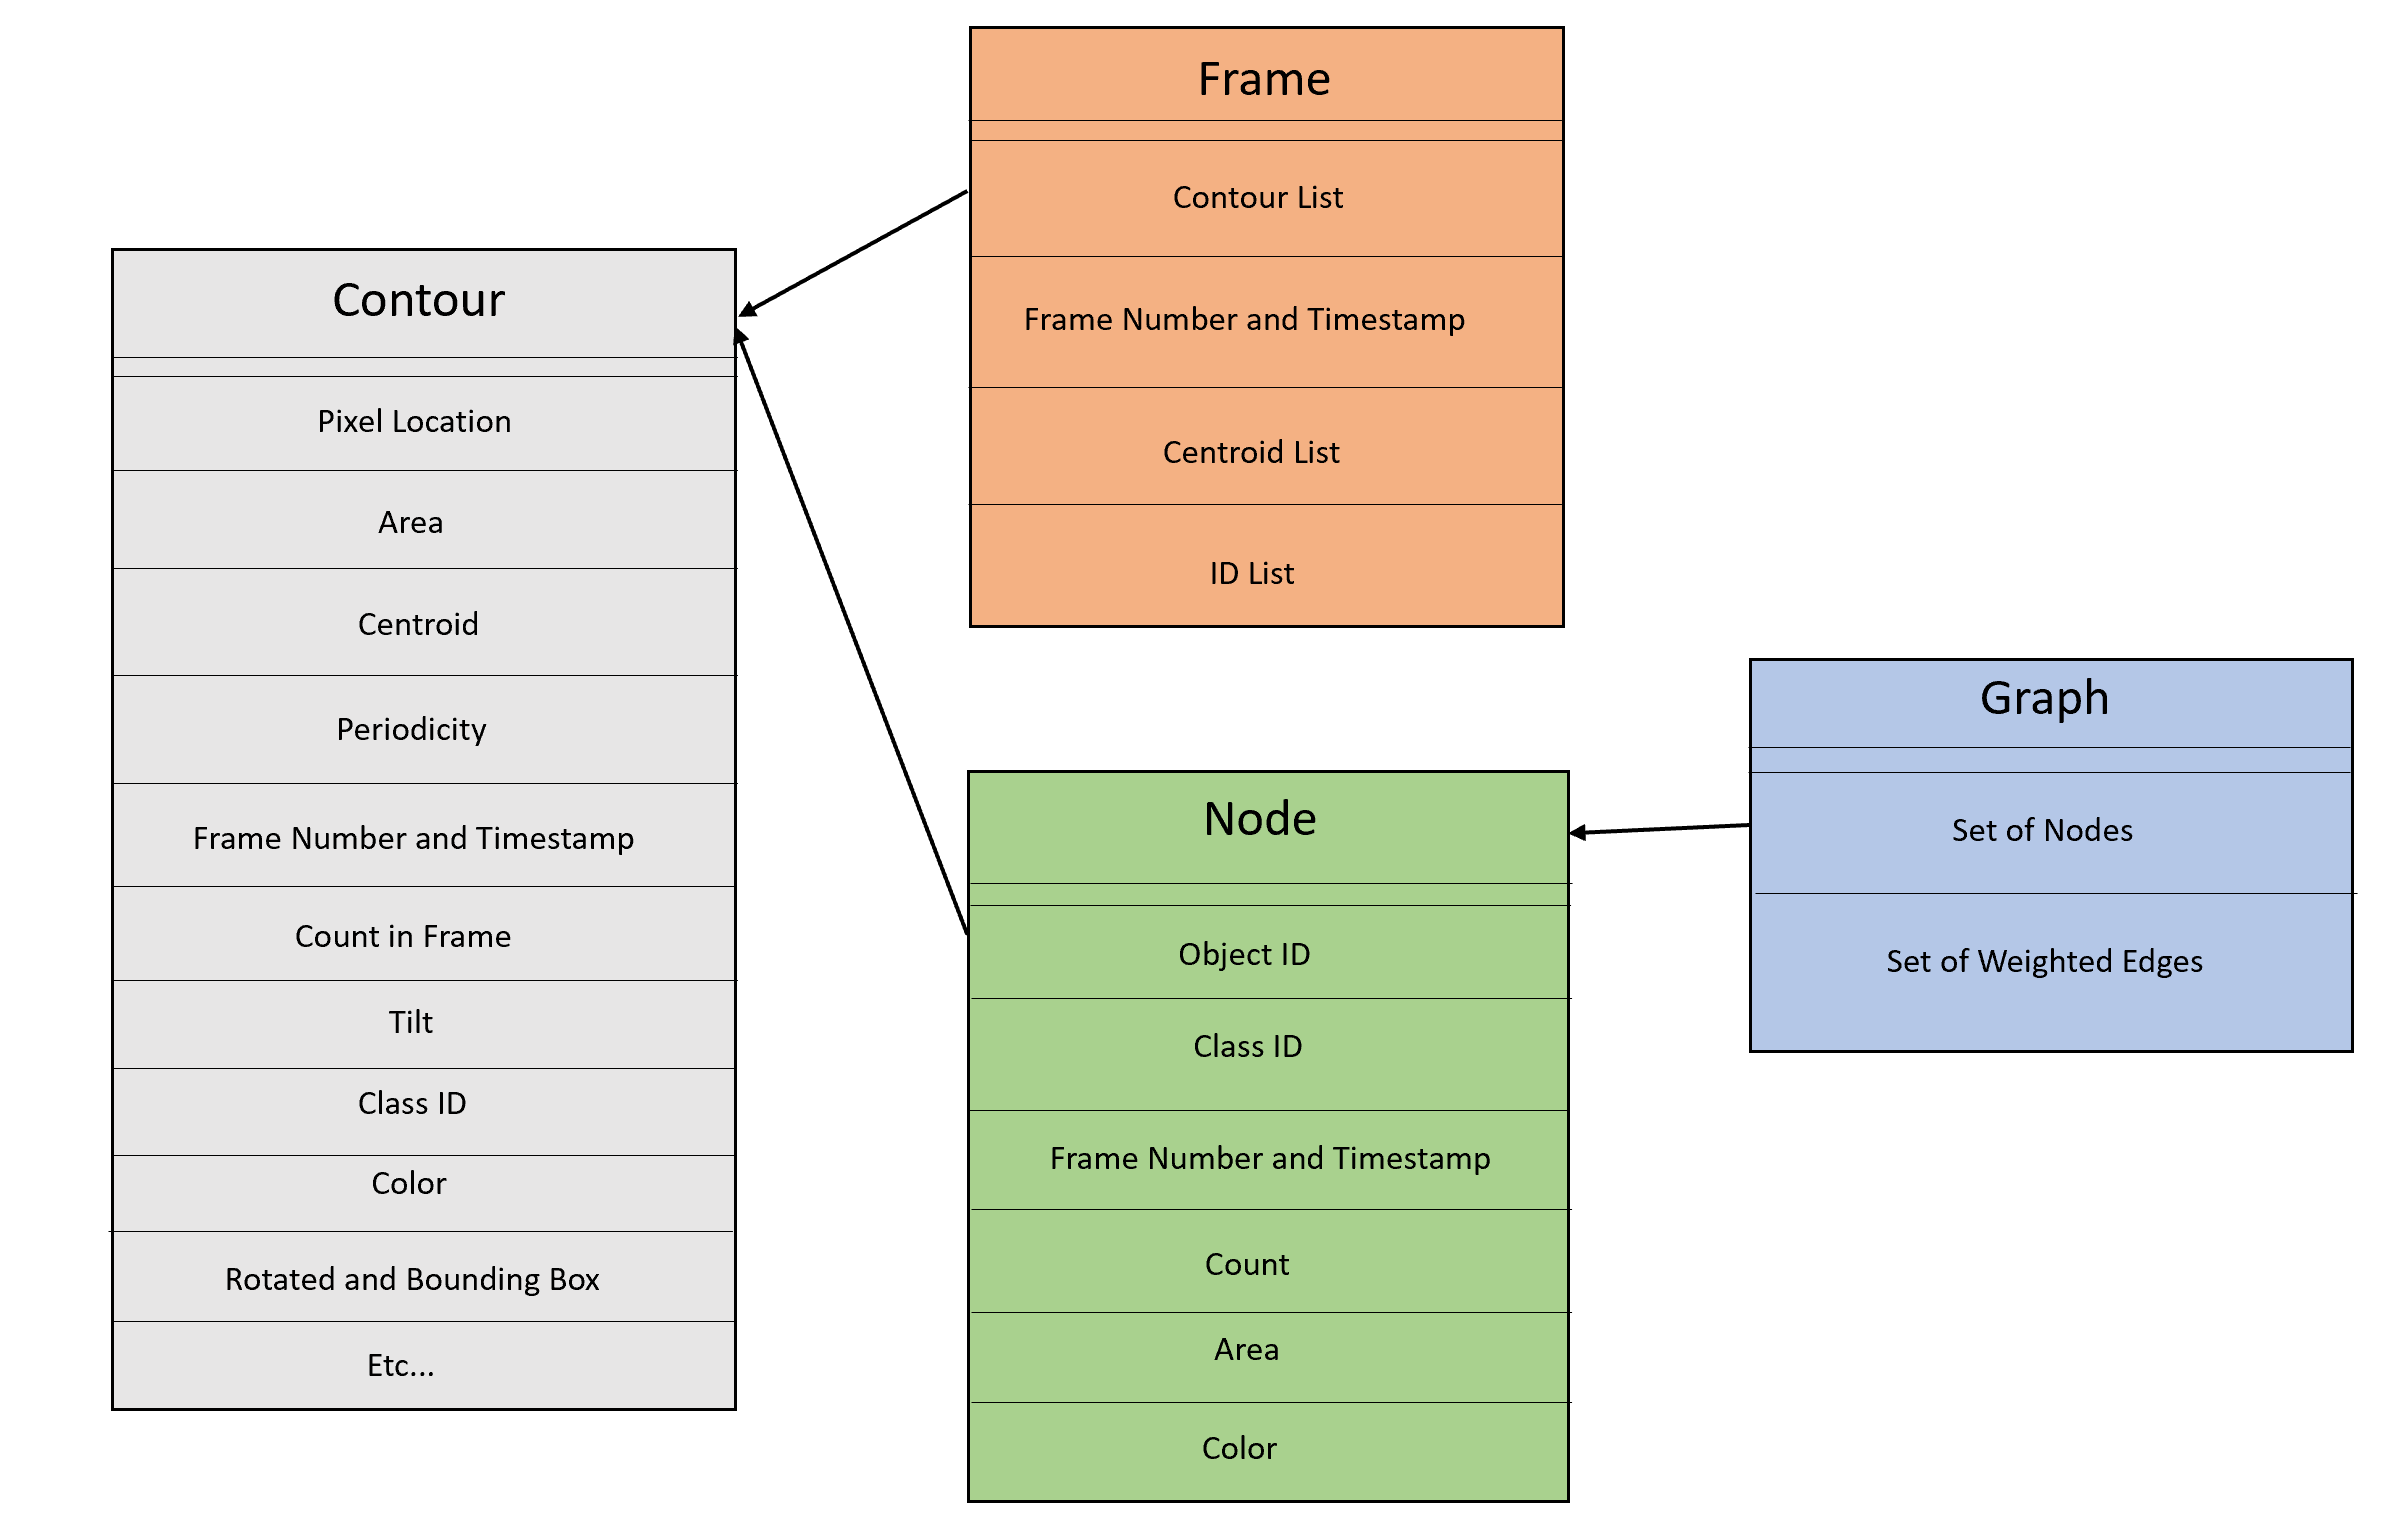 Contour
Pixel Location
Area
Centroid
Periodicity
Frame Number and Timestamp
Count in Frame
Tilt
Class ID
Color
Rotated and Bounding Box
Etc...
Frame
Contour List
Frame Number and Timestamp
Centroid List
ID List
Node
Object ID
Class ID
Frame Number and Timestamp
Count
Area
Color
Graph
Set of Nodes
Set of Weighted Edges